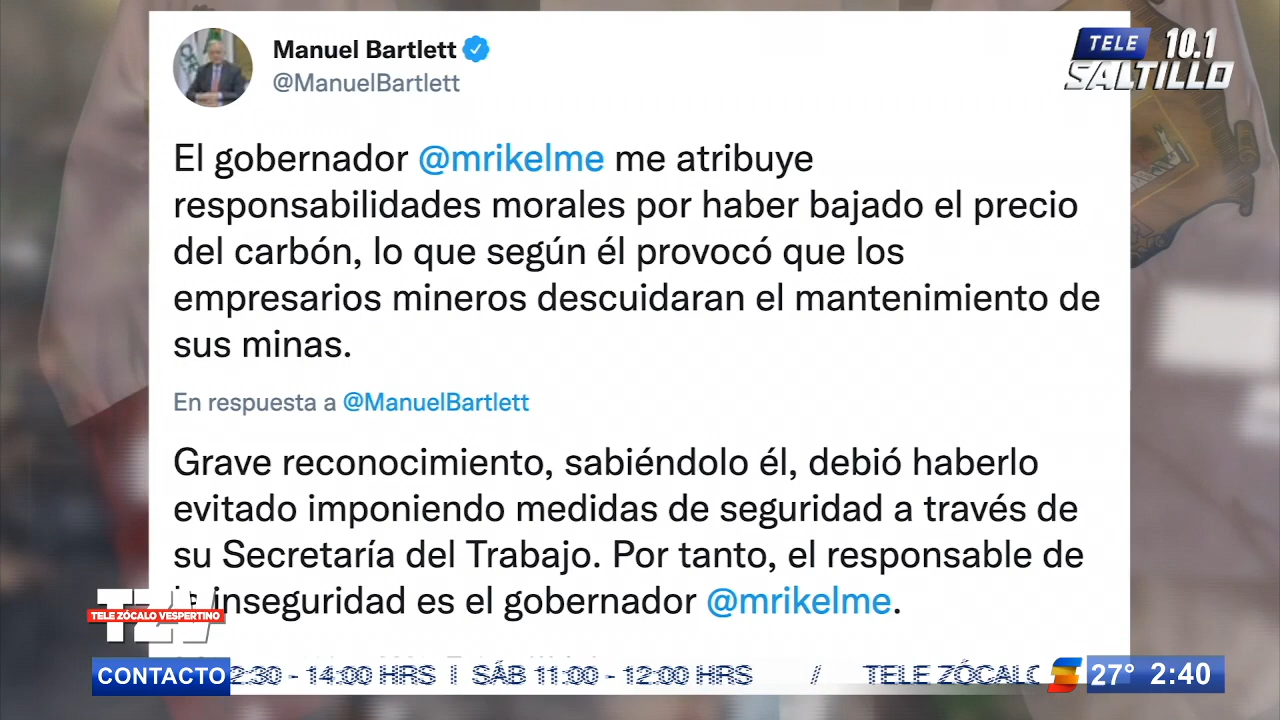 Manuel Bartlett
@ManuelBartlett
TELE 10.1
SALTILLO
El gobernador @mrikelme me atribuye
responsabilidades morales por haber bajado el precio
del carbón, lo que según él provocó que los
empresarios mineros descuidaran el mantenimiento de
sus minas.
En respuesta a @ManuelBartlett
Grave reconocimiento, sabiéndolo él, debió haberlo
evitado imponiendo medidas de seguridad a través de
su Secretaría del Trabajo. Por tanto, el responsable de
inseguridad es el gobernador @mrikelme.
TZV
TELE ZÓCALO VESPERTINO
CONTACTO 2:30 - 14:00 HRS | SÁB 11:00 - 12:00 HRS / TELE ZÓCALO 27° 2:40